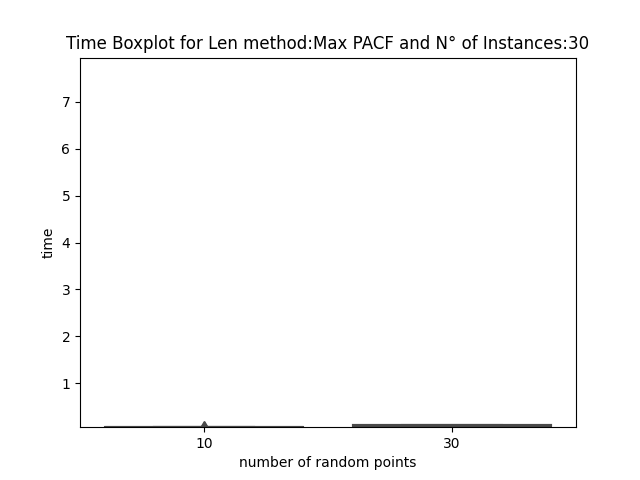 Time Boxplot for Len method:Max PACF and N° of Instances:30
7
6
5
4
3
2
1
time
10 30
number of random points